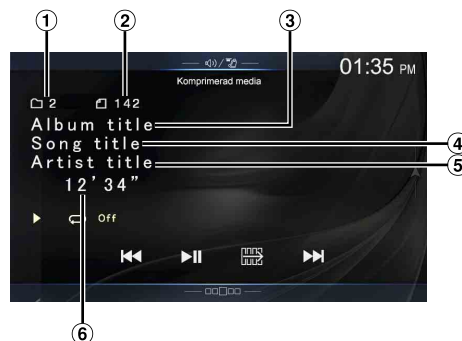 1 2 3
01:35 PM
Komprimerad media
2 142
Album title
Song title 4
Artist title 5
12’34”
Off
6